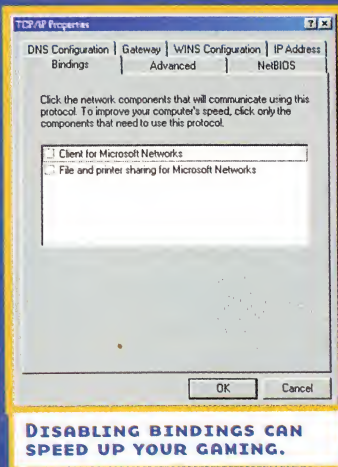 TCP/IP Properties
DNS Configuration Gateway WINS Configuration IP Address
Bindings Advanced NetBIOS
Click the network components that will communicate using this
protocol. To improve your computer's speed, click only the
components that need to use this protocol.
Client for Microsoft Networks
File and printer sharing for Microsoft Networks
OK Cancel
DISABLING BINDINGS CAN
SPEED UP YOUR GAMING.